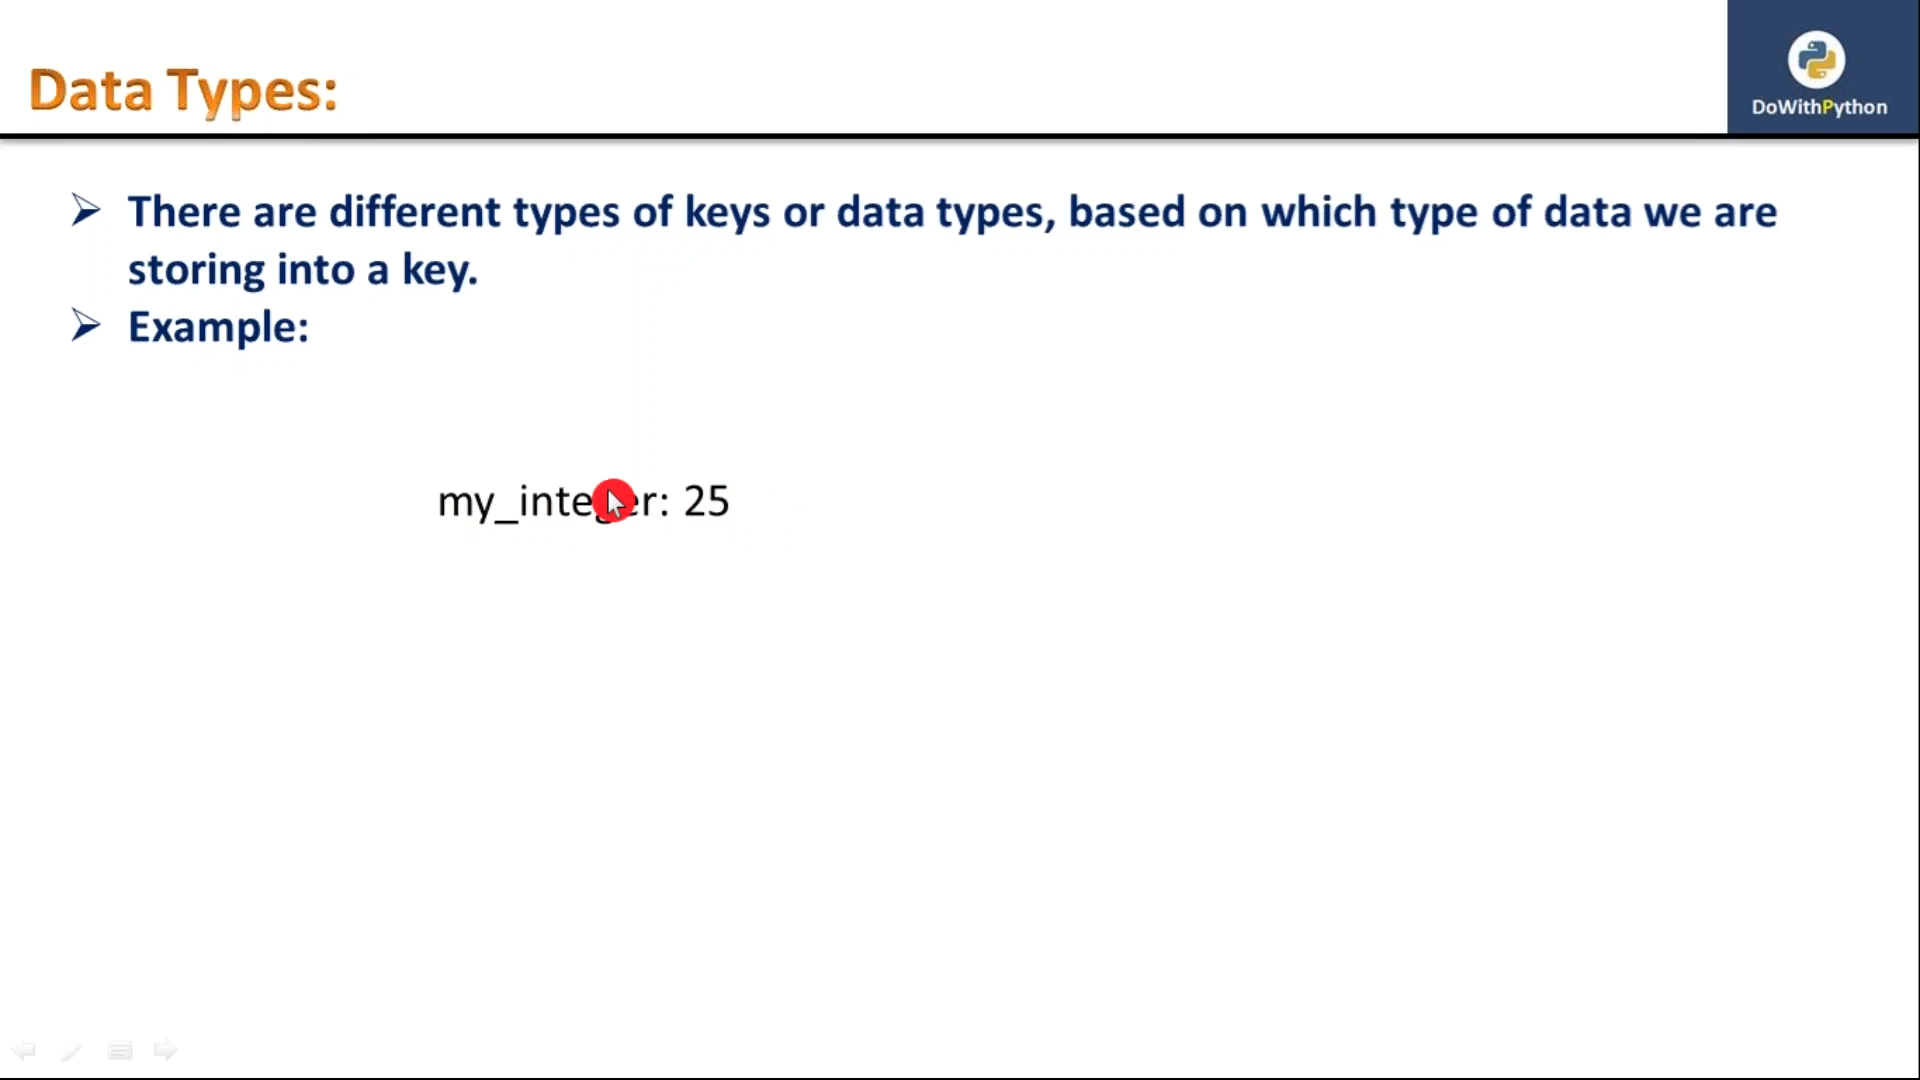 Data Types:
DoWithPython
There are different types of keys or data types, based on which type of data we are
storing into a key.
Example:
my_integer: 25